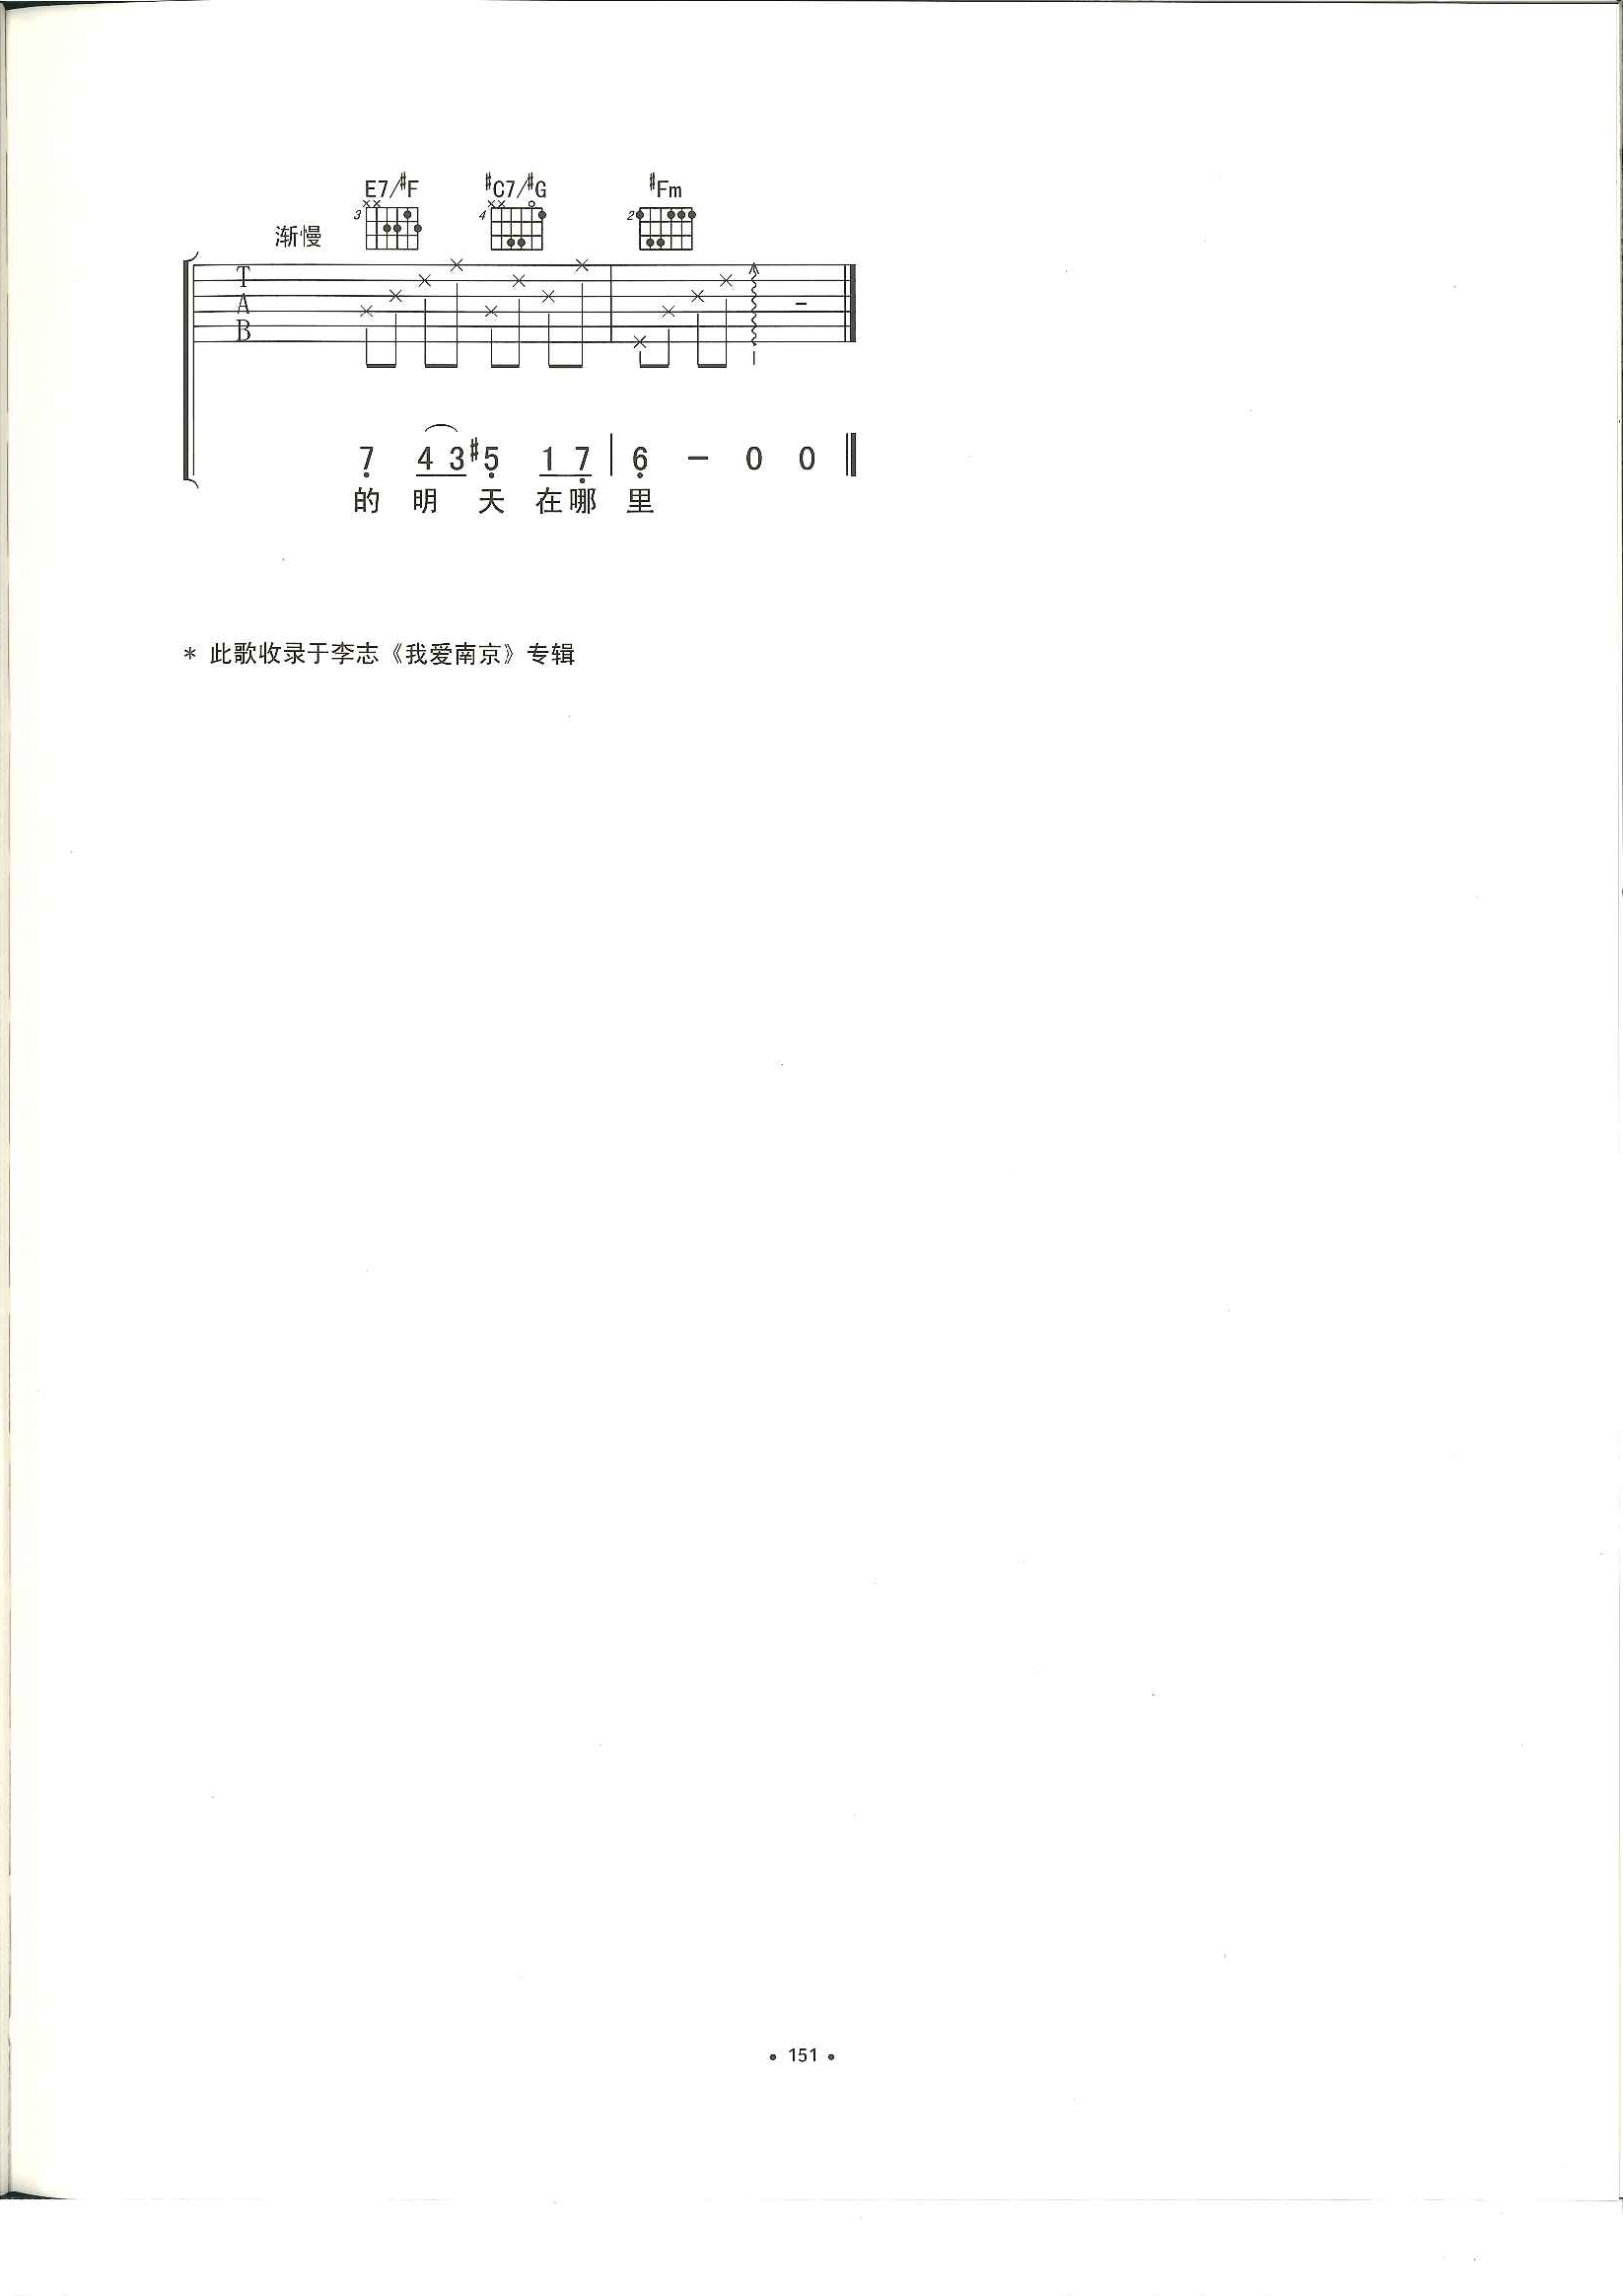 E7/#F #C7/#G #Fm
3 4 2
渐慢
T
A
B
7 4 3 #5 1 7 | 6 - 0 0
的 明 天 在 哪 里
* 此歌收录于李志《我爱南京》专辑
• 151 •